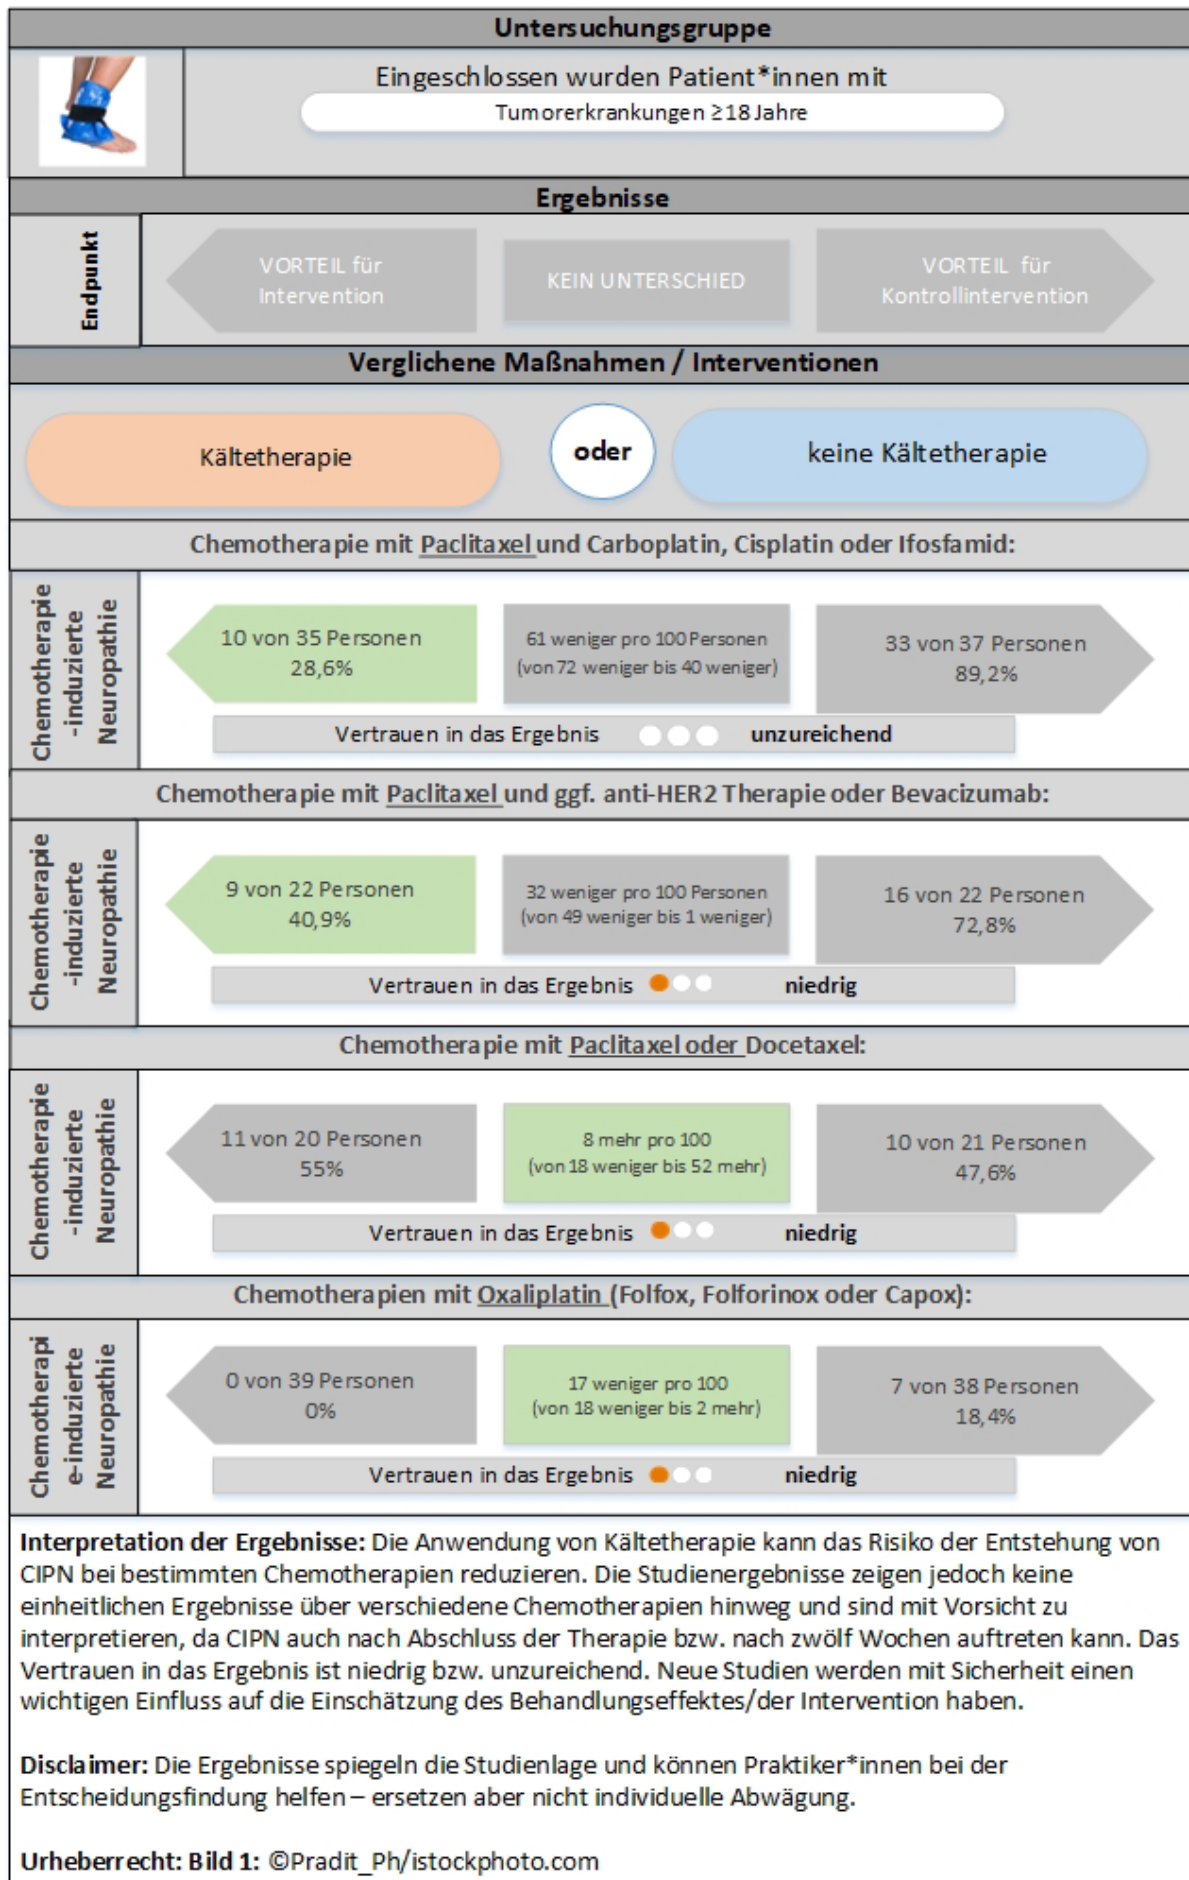 Untersuchungsgruppe
Eingeschlossen wurden Patient*innen mit
Tumorerkrankungen ≥18 Jahre
Ergebnisse
Endpunkt
VORTEIL für
Intervention
KEIN UNTERSCHIED
VORTEIL für
Kontrollintervention
Verglichene Maßnahmen / Interventionen
Kältetherapie
oder
keine Kältetherapie
Chemotherapie mit Paclitaxel und Carboplatin, Cisplatin oder Ifosfamid:
Chemotherapie
-induzierte
Neuropathie
10 von 35 Personen
28,6%
61 weniger pro 100 Personen
(von 72 weniger bis 40 weniger)
33 von 37 Personen
89,2%
Vertrauen in das Ergebnis unzureichend
Chemotherapie mit Paclitaxel und ggf. anti-HER2 Therapie oder Bevacizumab:
Chemotherapie
-induzierte
Neuropathie
9 von 22 Personen
40,9%
32 weniger pro 100 Personen
(von 49 weniger bis 1 weniger)
16 von 22 Personen
72,8%
Vertrauen in das Ergebnis niedrig
Chemotherapie mit Paclitaxel oder Docetaxel:
Chemotherapie
-induzierte
Neuropathie
11 von 20 Personen
55%
8 mehr pro 100
(von 18 weniger bis 52 mehr)
10 von 21 Personen
47,6%
Vertrauen in das Ergebnis niedrig
Chemotherapien mit Oxaliplatin (Folfox, Folforinox oder Capox):
Chemotherapi
e-induzierte
Neuropathie
0 von 39 Personen
0%
17 weniger pro 100
(von 18 weniger bis 2 mehr)
7 von 38 Personen
18,4%
Vertrauen in das Ergebnis niedrig
Interpretation der Ergebnisse: Die Anwendung von Kältetherapie kann das Risiko der Entstehung von
CIPN bei bestimmten Chemotherapien reduzieren. Die Studienergebnisse zeigen jedoch keine
einheitlichen Ergebnisse über verschiedene Chemotherapien hinweg und sind mit Vorsicht zu
interpretieren, da CIPN auch nach Abschluss der Therapie bzw. nach zwölf Wochen auftreten kann. Das
Vertrauen in das Ergebnis ist niedrig bzw. unzureichend. Neue Studien werden mit Sicherheit einen
wichtigen Einfluss auf die Einschätzung des Behandlungseffektes/der Intervention haben.
Disclaimer: Die Ergebnisse spiegeln die Studienlage und können Praktiker*innen bei der
Entscheidungsfindung helfen – ersetzen aber nicht individuelle Abwägung.
Urheberrecht: Bild 1: ©Pradit_Ph/istockphoto.com